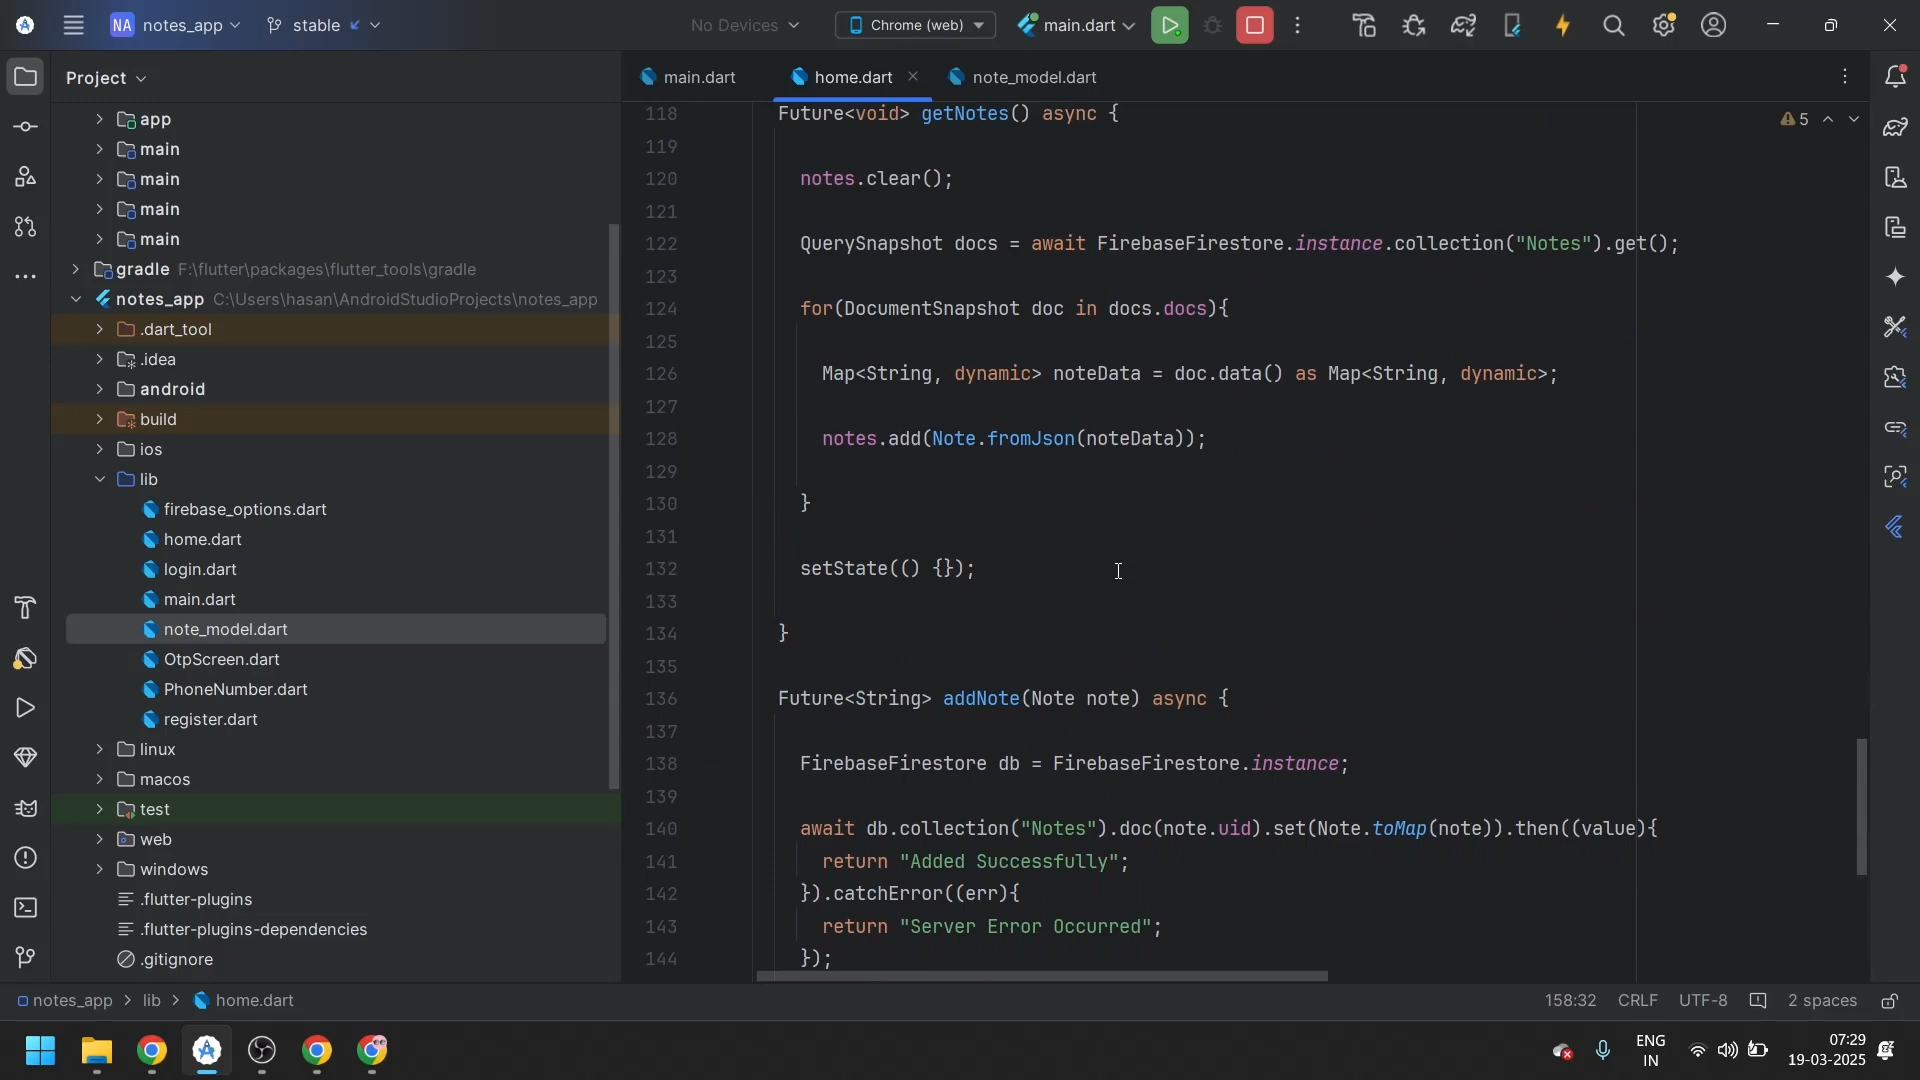 NA notes_app stable No Devices Chrome (web) main.dart
Project main.dart home.dart note_model.dart
5
app
main
main
main
main
gradle F:\flutter\packages\flutter_tools\gradle
notes_app C:\Users\hasan\AndroidStudioProjects\notes_app
.dart_tool
.idea
android
build
ios
lib
firebase_options.dart
home.dart
login.dart
main.dart
note_model.dart
OtpScreen.dart
PhoneNumber.dart
register.dart
linux
macos
test
web
windows
.flutter-plugins
.flutter-plugins-dependencies
.gitignore
118 Future<void> getNotes() async {
119
120 notes.clear();
121
122 QuerySnapshot docs = await FirebaseFirestore.instance.collection("Notes").get();
123
124 for(DocumentSnapshot doc in docs.docs){
125
126 Map<String, dynamic> noteData = doc.data() as Map<String, dynamic>;
127
128 notes.add(Note.fromJson(noteData));
129
130 }
131
132 setState(() {});
133
134 }
135
136 Future<String> addNote(Note note) async {
137
138 FirebaseFirestore db = FirebaseFirestore.instance;
139
140 await db.collection("Notes").doc(note.uid).set(Note.toMap(note)).then((value){
141 return "Added Successfully";
142 }).catchError((err){
143 return "Server Error Occurred";
144 });
notes_app > lib > home.dart 158:32 CRLF UTF-8 2 spaces
ENG
IN
07:29
19-03-2025